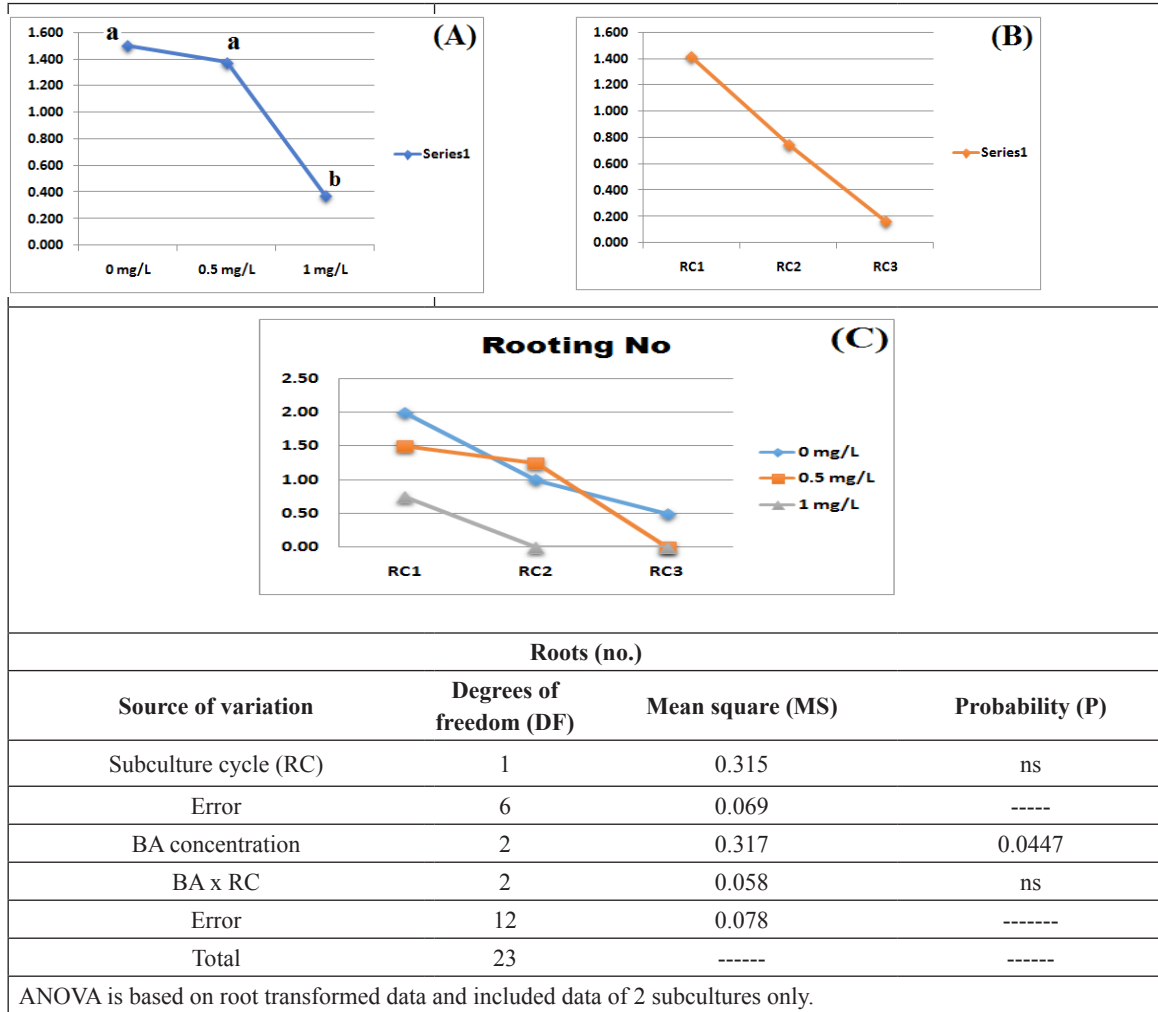 (A)
1.600
1.400
1.200
1.000
0.800
0.600
0.400
0.200
0.000
a
a
b
0 mg/L 0.5 mg/L 1 mg/L
Series1
(B)
1.600
1.400
1.200
1.000
0.800
0.600
0.400
0.200
0.000
RC1 RC2 RC3
Series1
Rooting No
(C)
2.50
2.00
1.50
1.00
0.50
0.00
RC1 RC2 RC3
0 mg/L
0.5 mg/L
1 mg/L
Roots (no.)
Source of variation Degrees of freedom (DF) Mean square (MS) Probability (P)
Subculture cycle (RC) 1 0.315 ns
Error 6 0.069 -----
BA concentration 2 0.317 0.0447
BA x RC 2 0.058 ns
Error 12 0.078 -------
Total 23 ------ ------
ANOVA is based on root transformed data and included data of 2 subcultures only.